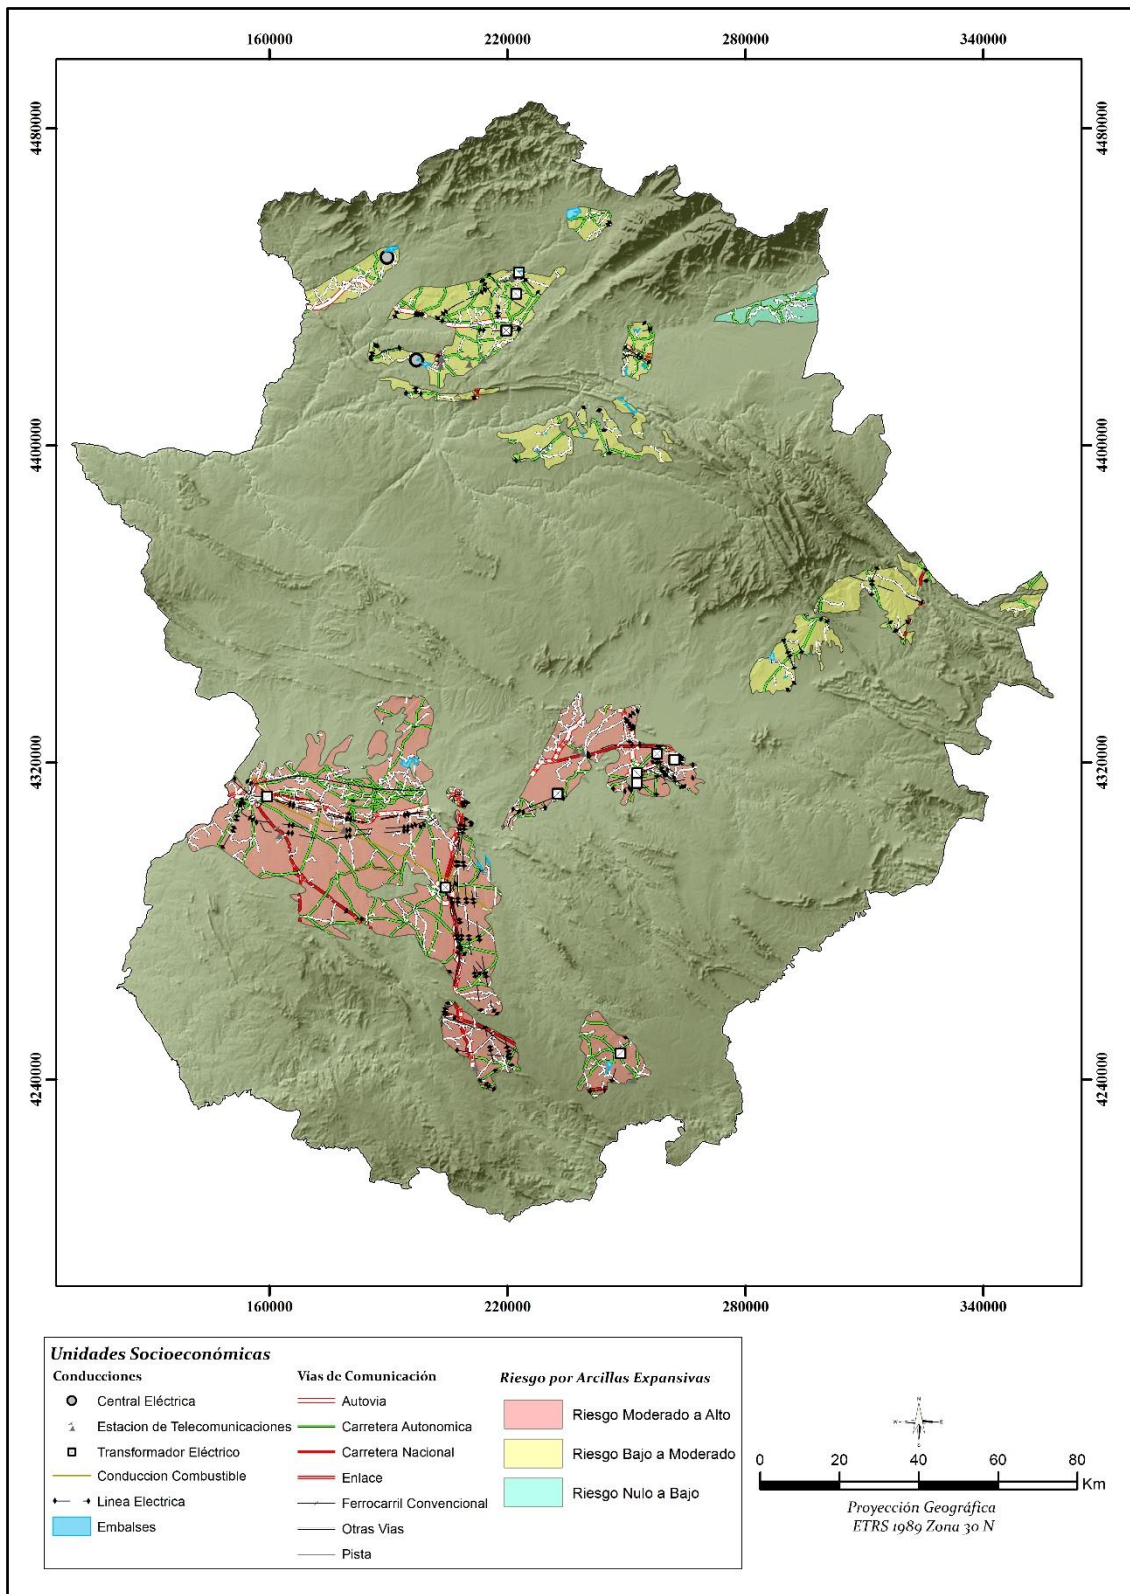 160000 220000 280000 340000
4480000 4480000
4400000 4400000
4320000 4320000
4240000 4240000
160000 220000 280000 340000
Unidades Socioeconómicas
Conducciones
Central Eléctrica
Estacion de Telecomunicaciones
Transformador Eléctrico
Conduccion Combustible
Linea Electrica
Embalses
Vías de Comunicación
Autovia
Carretera Autonomica
Carretera Nacional
Enlace
Ferrocarril Convencional
Otras Vias
Pista
Riesgo por Arcillas Expansivas
Riesgo Moderado a Alto
Riesgo Bajo a Moderado
Riesgo Nulo a Bajo
N
W E
S
0 20 40 60 80
Km
Proyección Geográfica
ETRS 1989 Zona 30 N